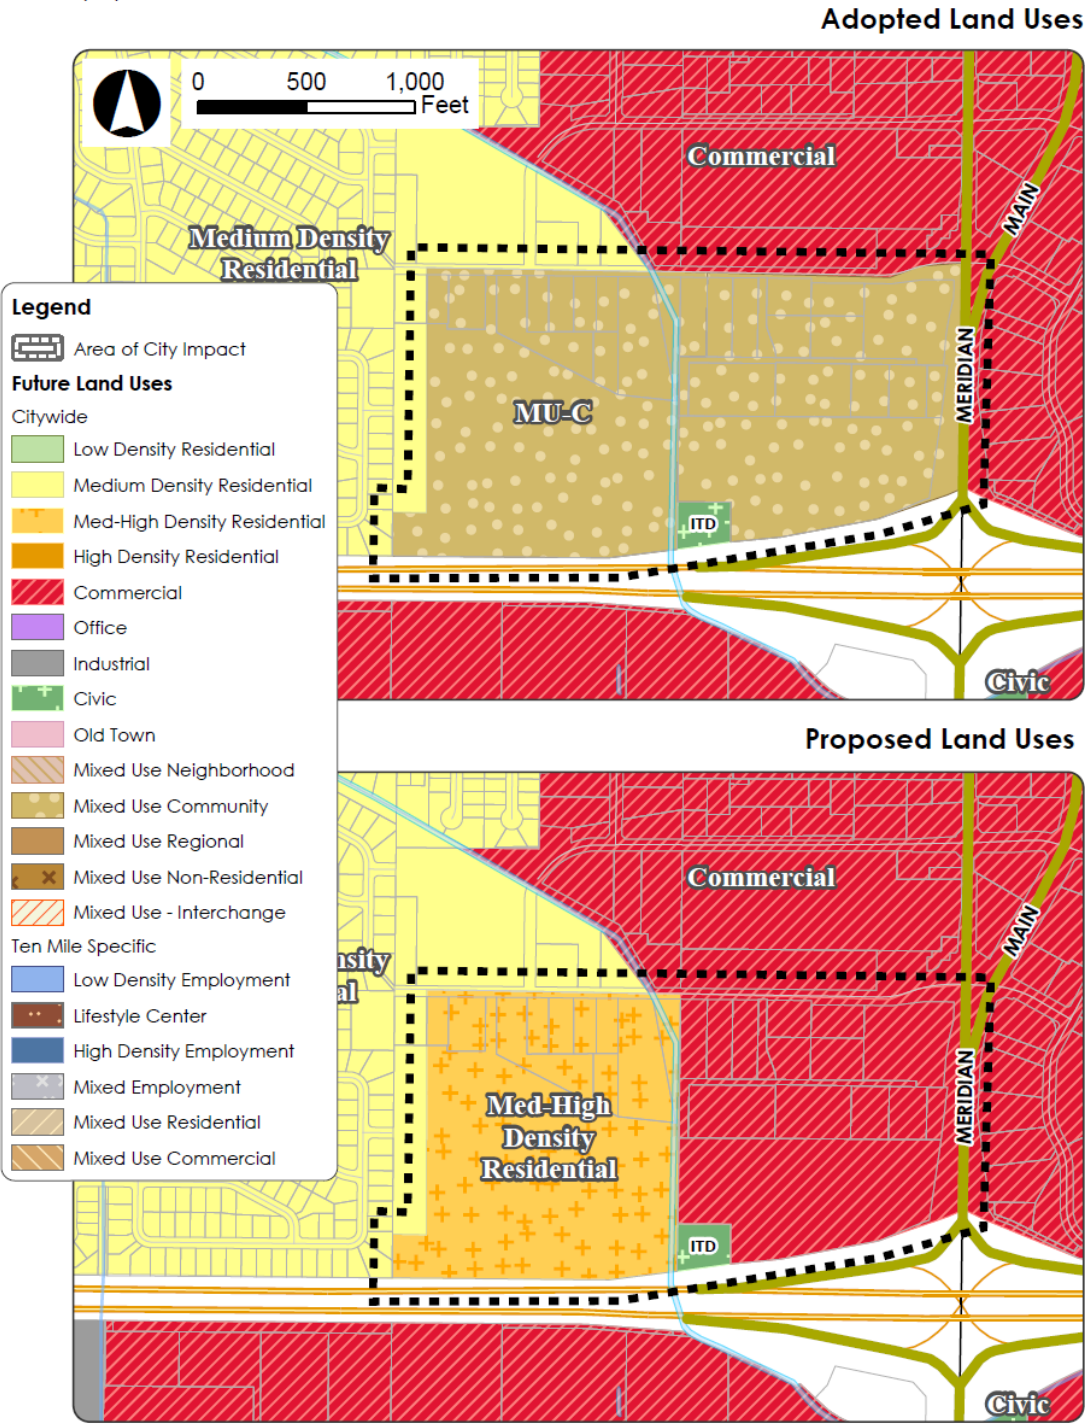 Adopted Land Uses
0 500 1,000
Feet
Commercial
MAIN
Medium Density
Residential
MU-C
MERIDIAN
ITD
Civic
Legend
Area of City Impact
Future Land Uses
Citywide
Low Density Residential
Medium Density Residential
Med-High Density Residential
High Density Residential
Commercial
Office
Industrial
Civic
Old Town
Mixed Use Neighborhood
Mixed Use Community
Mixed Use Regional
Mixed Use Non-Residential
Mixed Use - Interchange
Ten Mile Specific
Low Density Employment
Lifestyle Center
High Density Employment
Mixed Employment
Mixed Use Residential
Mixed Use Commercial
Proposed Land Uses
Commercial
MAIN
nsity
al
Med-High
Density
Residential
MERIDIAN
ITD
Civic